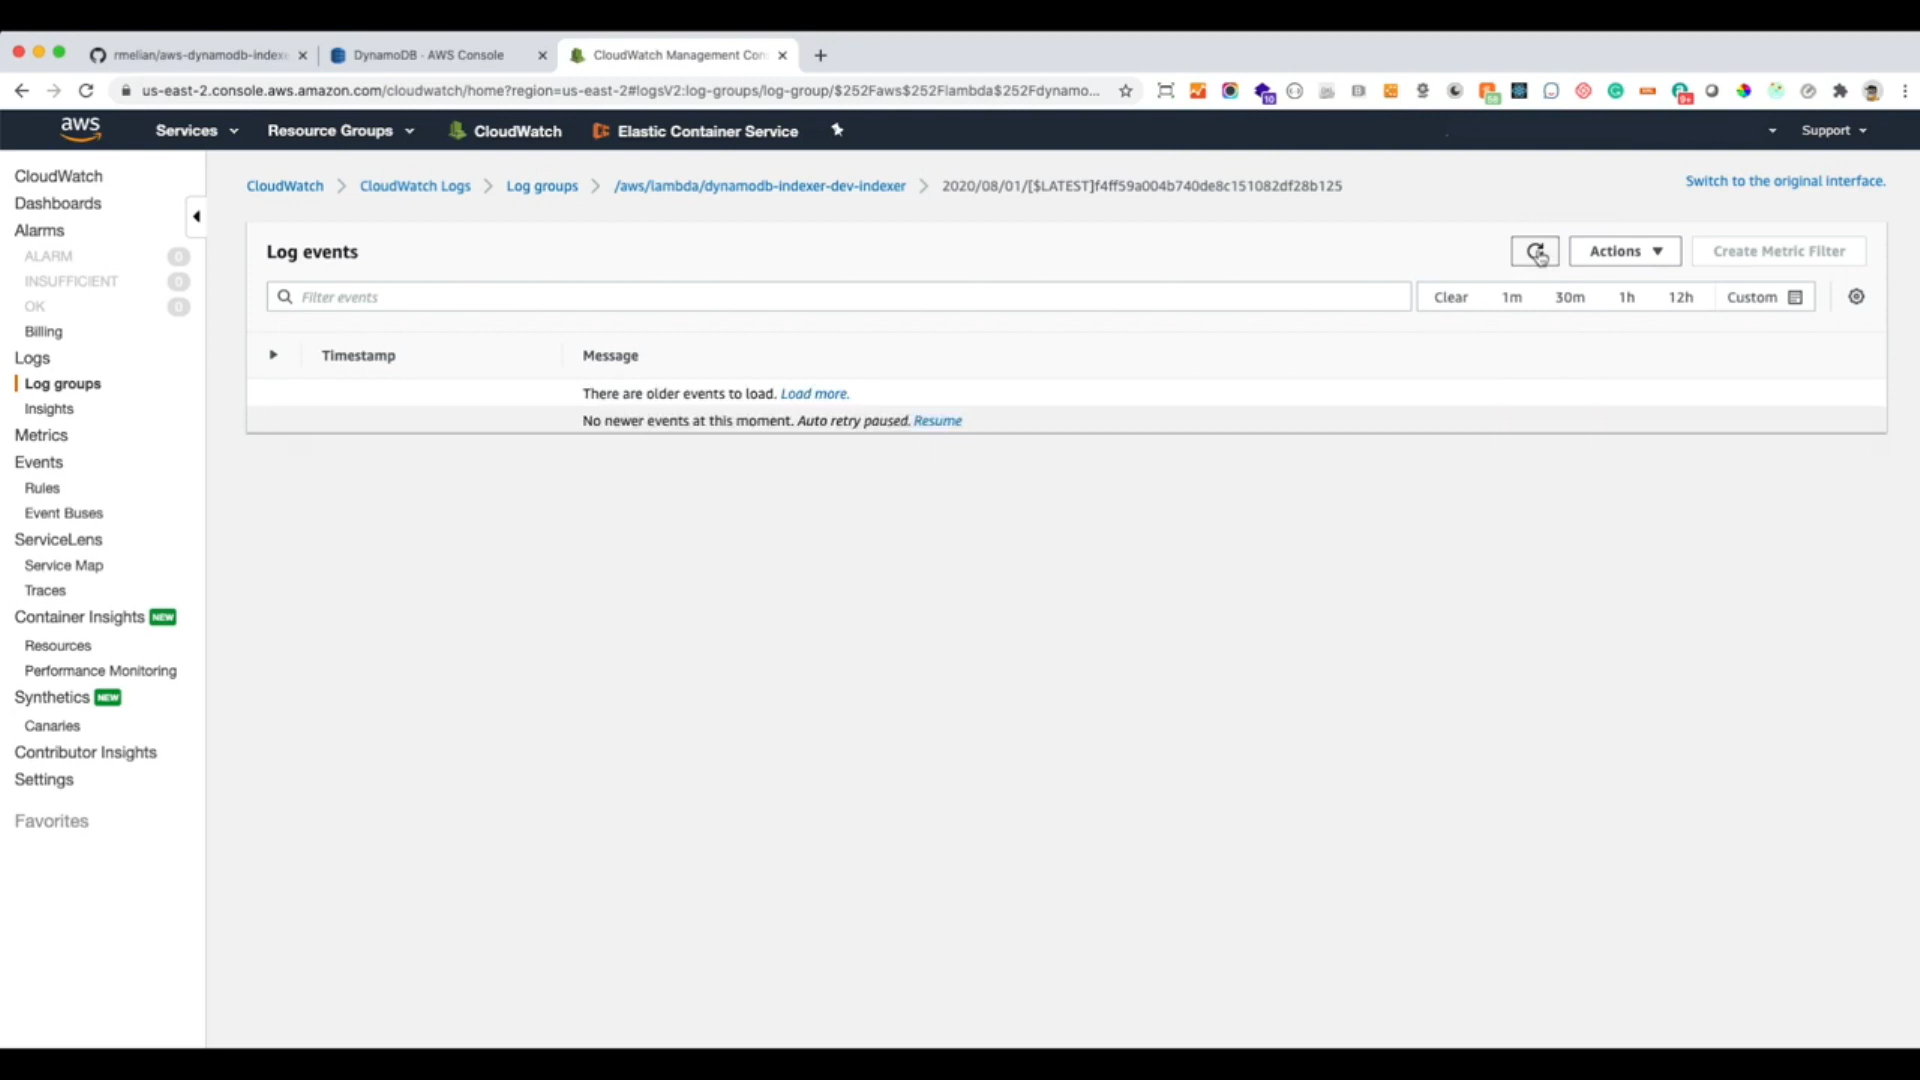 rmelian/aws-dynamodb-indexe
DynamoDB - AWS Console
CloudWatch Management Con
us-east-2.console.aws.amazon.com/cloudwatch/home?region=us-east-2#logsV2:log-groups/log-group/$252Faws$252Flambda$252Fdynamo...
aws
Services
Resource Groups
CloudWatch
Elastic Container Service
Support
CloudWatch
Dashboards
Alarms
ALARM 0
INSUFFICIENT 0
OK 0
Billing
Logs
Log groups
Insights
Metrics
Events
Rules
Event Buses
ServiceLens
Service Map
Traces
Container Insights NEW
Resources
Performance Monitoring
Synthetics NEW
Canaries
Contributor Insights
Settings
Favorites
CloudWatch
CloudWatch Logs
Log groups
/aws/lambda/dynamodb-indexer-dev-indexer
2020/08/01/[$LATEST]f4ff59a004b740de8c151082df28b125
Switch to the original interface.
Log events
Actions
Create Metric Filter
Filter events
Clear 1m 30m 1h 12h Custom
Timestamp
Message
There are older events to load. Load more.
No newer events at this moment. Auto retry paused. Resume